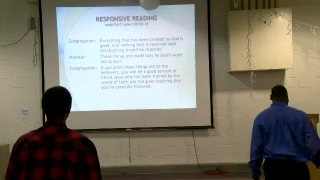 RESPONSIVE READING
Congregation: Everything that has been created by God is
good, and nothing that is received with
thanksgiving should be rejected
Minister: These things are made holy by God's word
and prayer
Congregation: If you point these things out to the
believers, you will be a good servant of
Christ Jesus who has been trained by the
words of faith and the good teaching that
you've carefully followed.